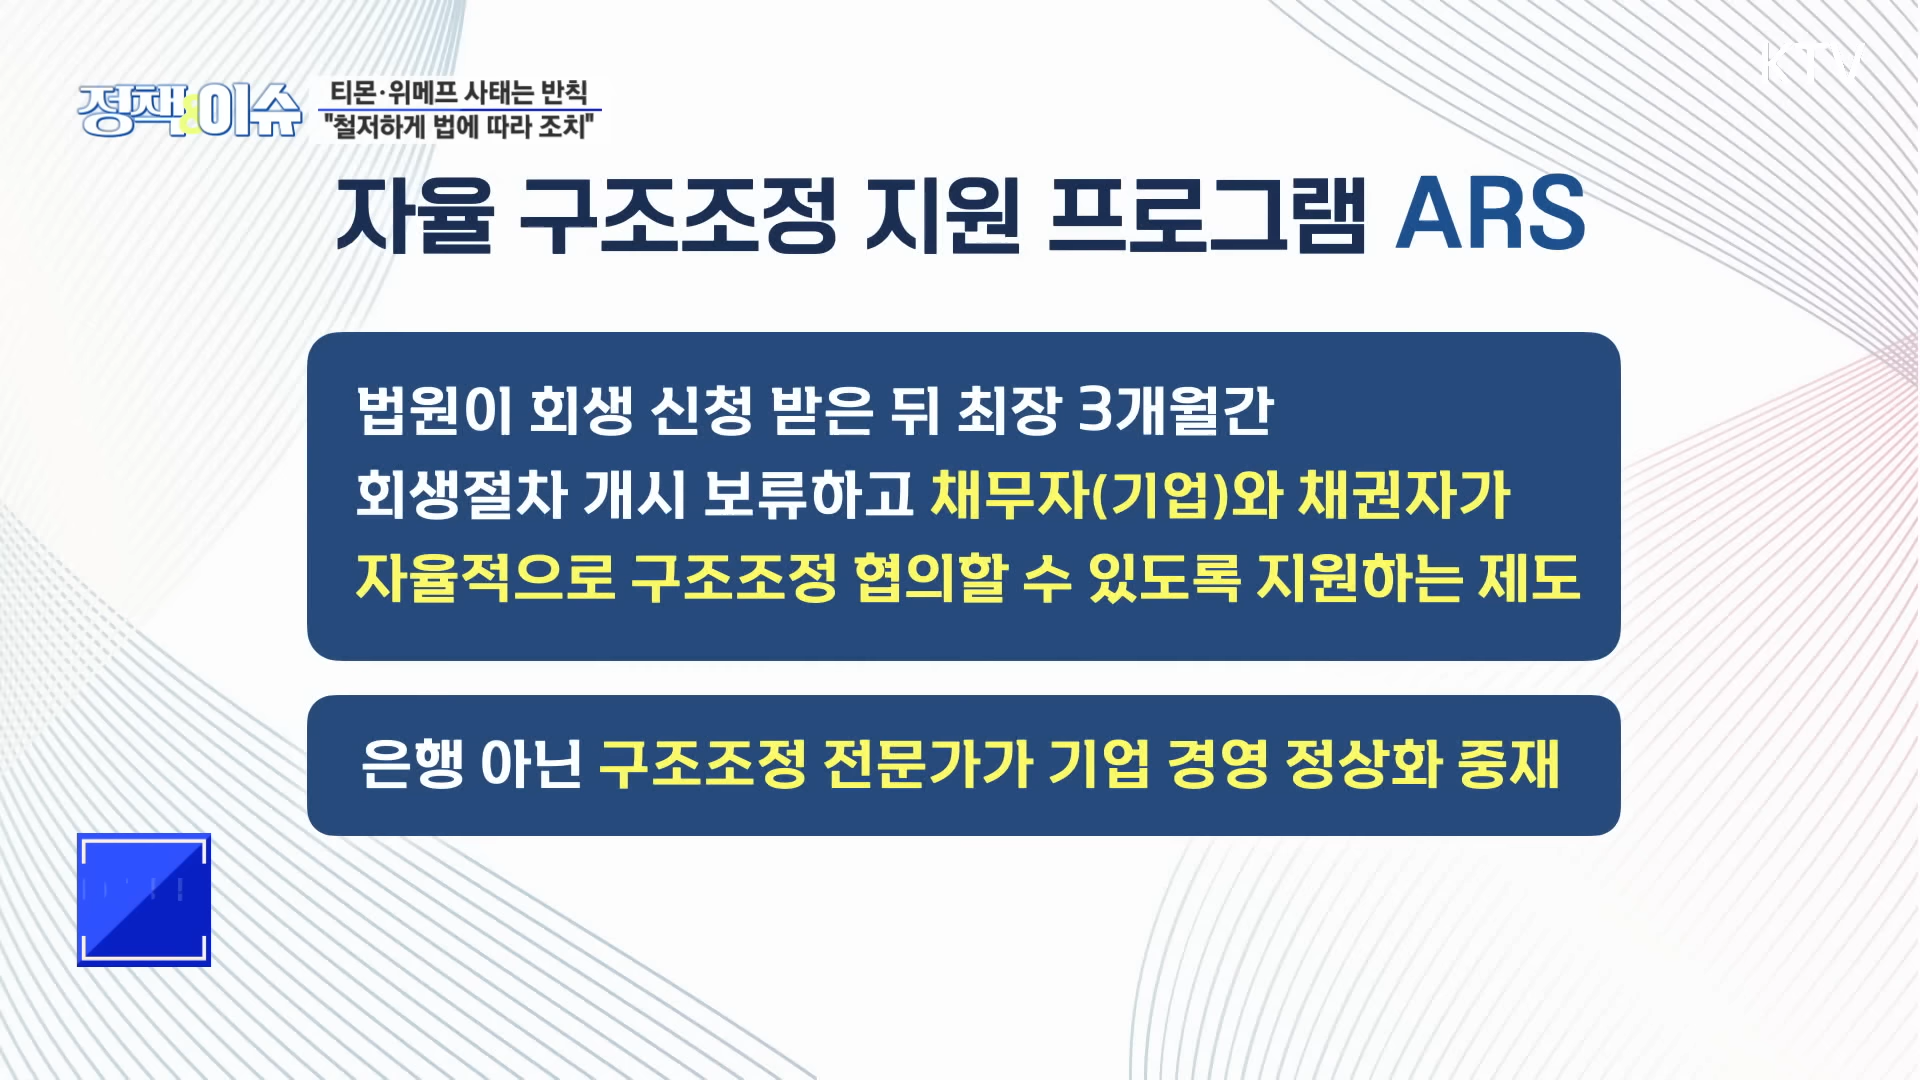 KTV
정책&이슈
티몬·위메프 사태는 반칙
"철저하게 법에 따라 조치"
자율 구조조정 지원 프로그램 ARS
법원이 회생 신청 받은 뒤 최장 3개월간
회생절차 개시 보류하고 채무자(기업)와 채권자가
자율적으로 구조조정 협의할 수 있도록 지원하는 제도
은행 아닌 구조조정 전문가가 기업 경영 정상화 중재